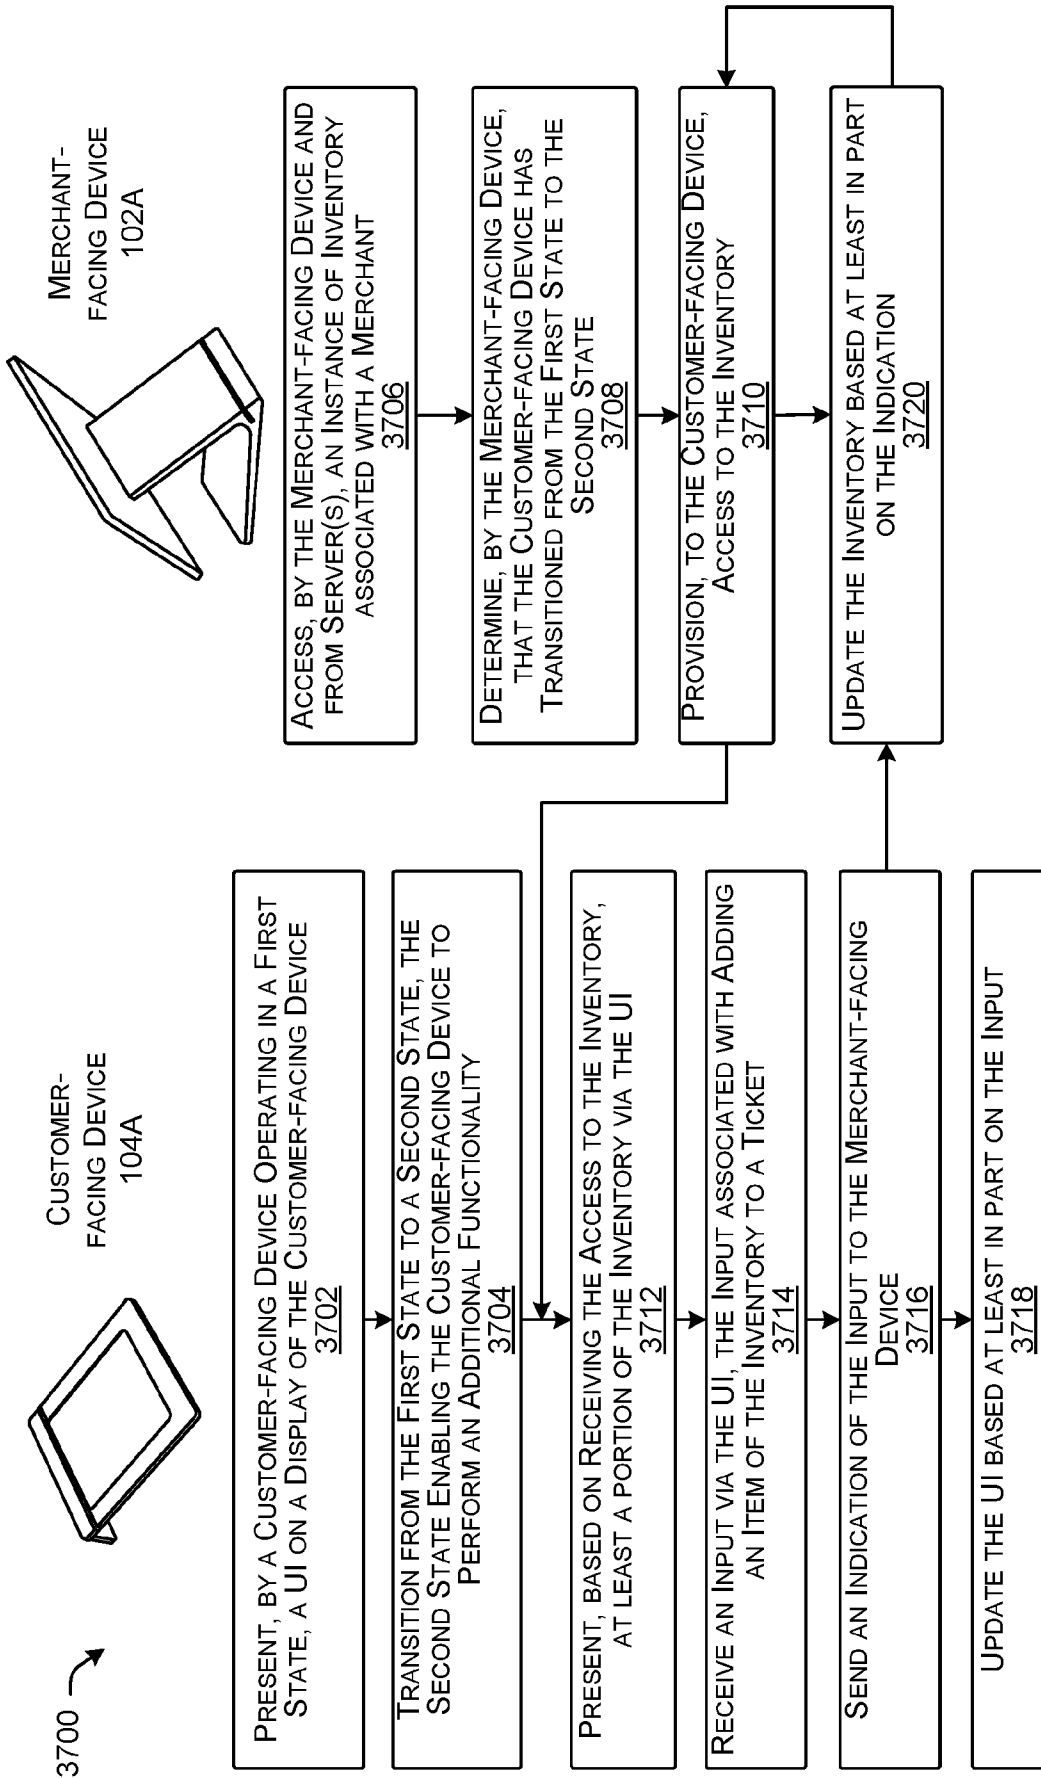 3700
CUSTOMER-
FACING DEVICE
104A
MERCHANT-
FACING DEVICE
102A
PRESENT, BY A CUSTOMER-FACING DEVICE OPERATING IN A FIRST
STATE, A UI ON A DISPLAY OF THE CUSTOMER-FACING DEVICE
3702
TRANSITION FROM THE FIRST STATE TO A SECOND STATE, THE
SECOND STATE ENABLING THE CUSTOMER-FACING DEVICE TO
PERFORM AN ADDITIONAL FUNCTIONALITY
3704
PRESENT, BASED ON RECEIVING THE ACCESS TO THE INVENTORY,
AT LEAST A PORTION OF THE INVENTORY VIA THE UI
3712
RECEIVE AN INPUT VIA THE UI, THE INPUT ASSOCIATED WITH ADDING
AN ITEM OF THE INVENTORY TO A TICKET
3714
SEND AN INDICATION OF THE INPUT TO THE MERCHANT-FACING
DEVICE
3716
UPDATE THE UI BASED AT LEAST IN PART ON THE INPUT
3718
ACCESS, BY THE MERCHANT-FACING DEVICE AND
FROM SERVER(S), AN INSTANCE OF INVENTORY
ASSOCIATED WITH A MERCHANT
3706
DETERMINE, BY THE MERCHANT-FACING DEVICE,
THAT THE CUSTOMER-FACING DEVICE HAS
TRANSITIONED FROM THE FIRST STATE TO THE
SECOND STATE
3708
PROVISION, TO THE CUSTOMER-FACING DEVICE,
ACCESS TO THE INVENTORY
3710
UPDATE THE INVENTORY BASED AT LEAST IN PART
ON THE INDICATION
3720